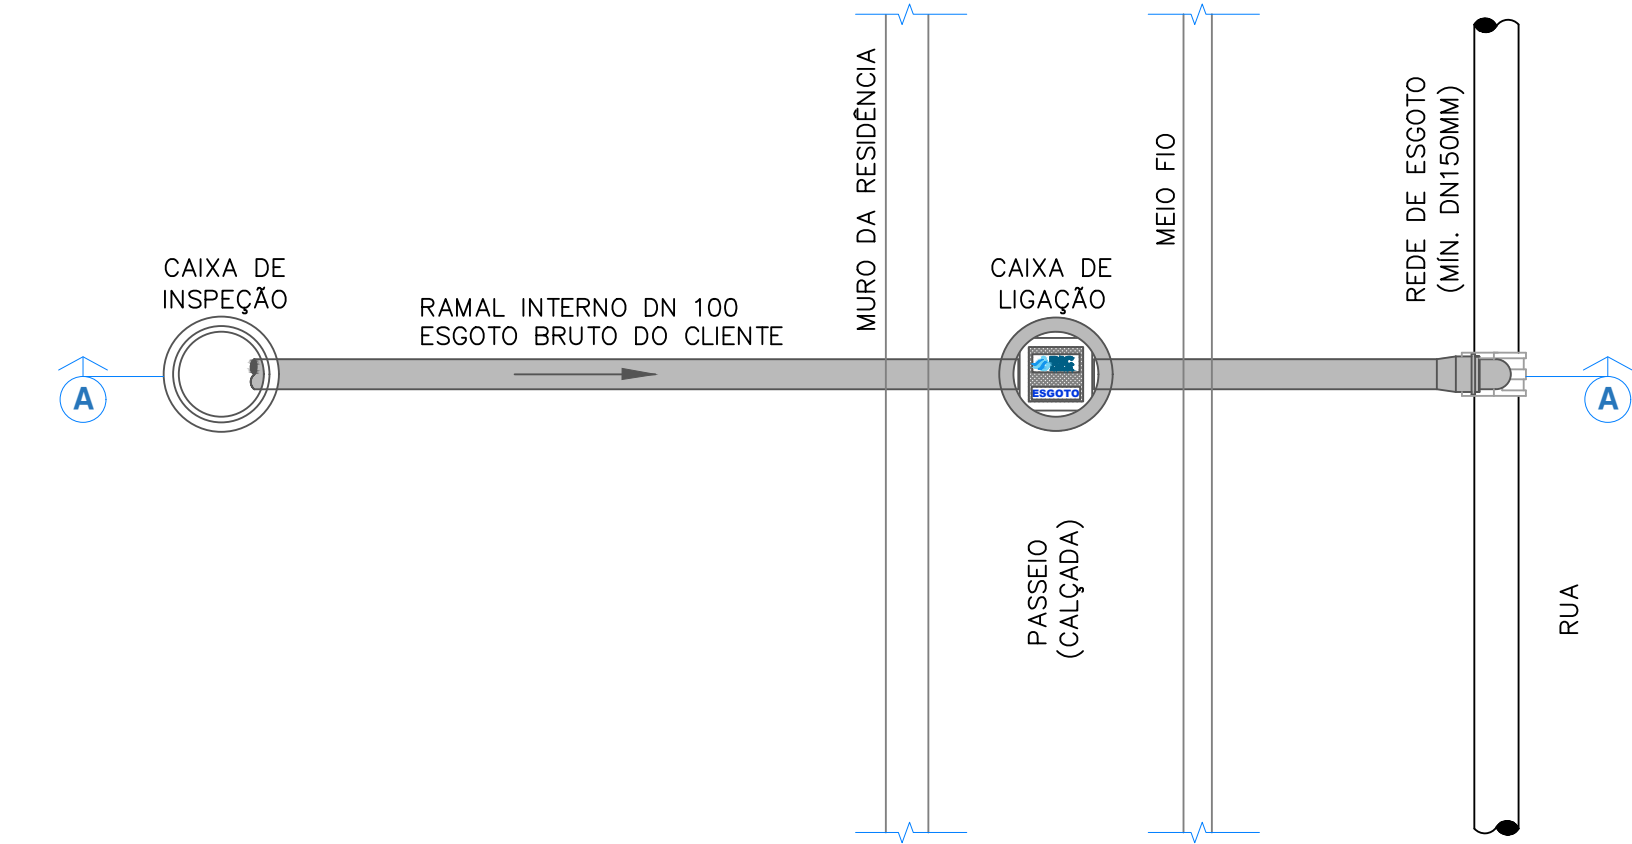 MURO DA RESIDÊNCIA
MEIO FIO
REDE DE ESGOTO
(MÍN. DN150MM)
CAIXA DE
INSPEÇÃO
RAMAL INTERNO DN 100
ESGOTO BRUTO DO CLIENTE
CAIXA DE
LIGAÇÃO
ESGOTO
A
A
PASSEIO
(CALÇADA)
RUA